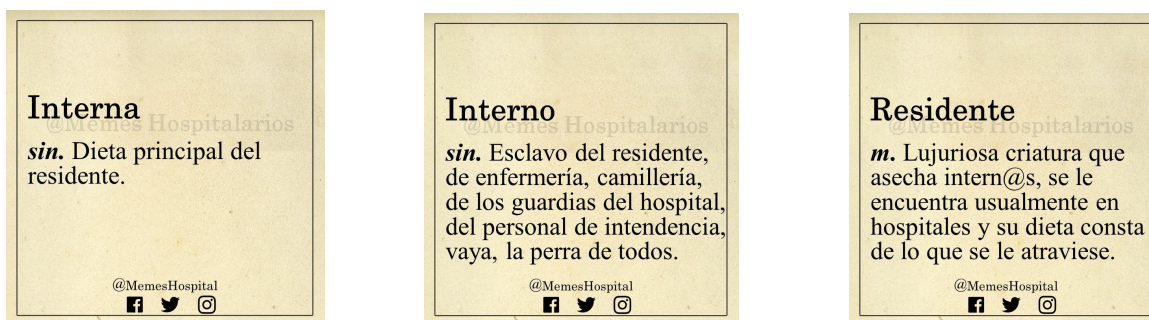 Interna
@Memes Hospitalarios
sin. Dieta principal del
residente.
@MemesHospital
Interno
@Memes Hospitalarios
sin. Esclavo del residente,
de enfermería, camillería,
de los guardias del hospital,
del personal de intendencia,
vaya, la perra de todos.
@MemesHospital
Residente
@Memes Hospitalarios
m. Lujuriosa criatura que
asecha intern@s, se le
encuentra usualmente en
hospitales y su dieta consta
de lo que se le atraviese.
@MemesHospital